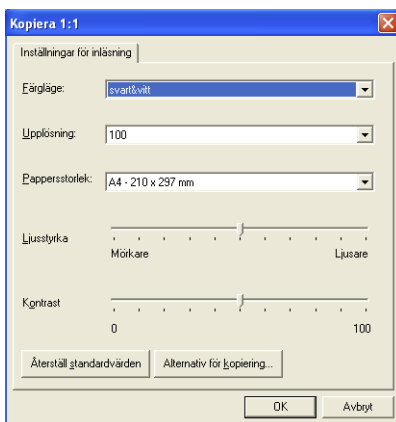 Kopiera 1:1
Inställningar för inläsning
Färgläge: svart&vitt
Upplösning: 100
Pappersstorlek: A4 - 210 x 297 mm
Ljusstyrka
Mörkare Ljusare
Kontrast
0 100
Återställ standardvärden Alternativ för kopiering...
OK Avbryt